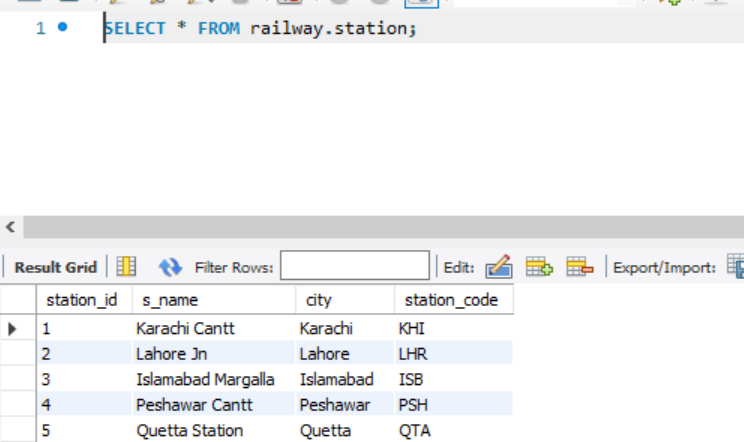 1 SELECT * FROM railway.station;
Result Grid Filter Rows: Edit: Export/Import:
station_id s_name city station_code
1 Karachi Cantt Karachi KHI
2 Lahore Jn Lahore LHR
3 Islamabad Margalla Islamabad ISB
4 Peshawar Cantt Peshawar PSH
5 Quetta Station Quetta QTA